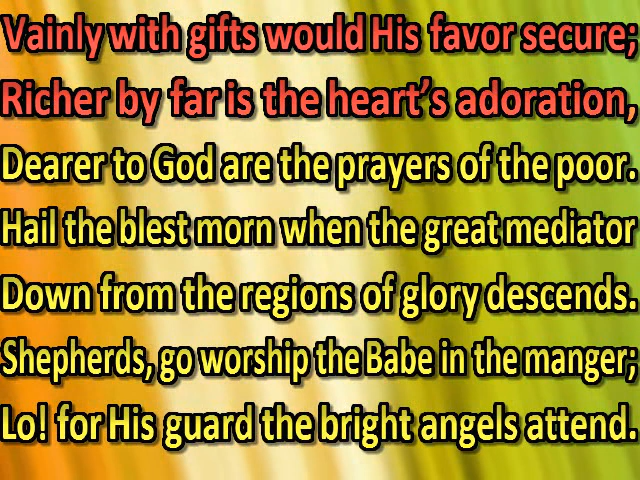 Vainly with gifts would His favor secure;
Richer by far is the heart’s adoration,
Dearer to God are the prayers of the poor.
Hail the blest morn when the great mediator
Down from the regions of glory descends.
Shepherds, go worship the Babe in the manger;
Lo! for His guard the bright angels attend.